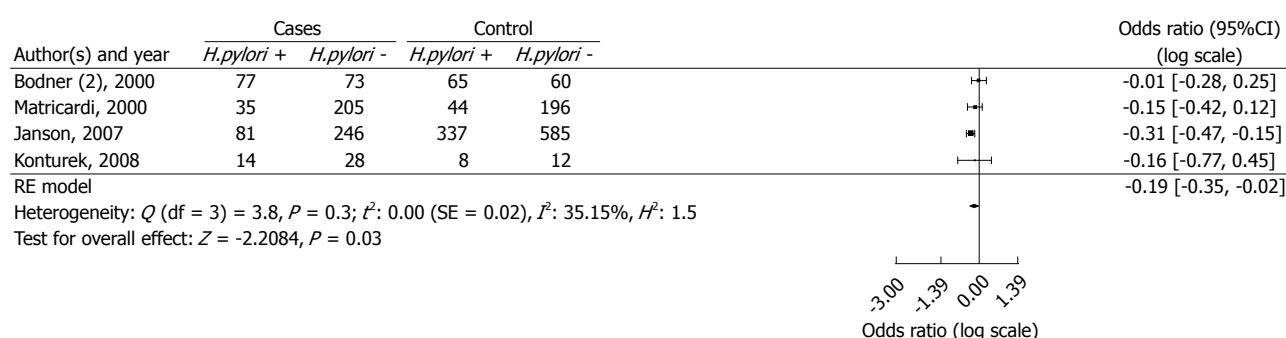 Cases Control Odds ratio (95%CI)
Author(s) and year H.pylori + H.pylori - H.pylori + H.pylori - (log scale)
Bodner (2), 2000 77 73 65 60 -0.01 [-0.28, 0.25]
Matricardi, 2000 35 205 44 196 -0.15 [-0.42, 0.12]
Janson, 2007 81 246 337 585 -0.31 [-0.47, -0.15]
Konturek, 2008 14 28 8 12 -0.16 [-0.77, 0.45]
RE model -0.19 [-0.35, -0.02]
Heterogeneity: Q (df = 3) = 3.8, P = 0.3; t²: 0.00 (SE = 0.02), I²: 35.15%, H²: 1.5
Test for overall effect: Z = -2.2084, P = 0.03
-3.00 -1.39 0.00 1.39
Odds ratio (log scale)